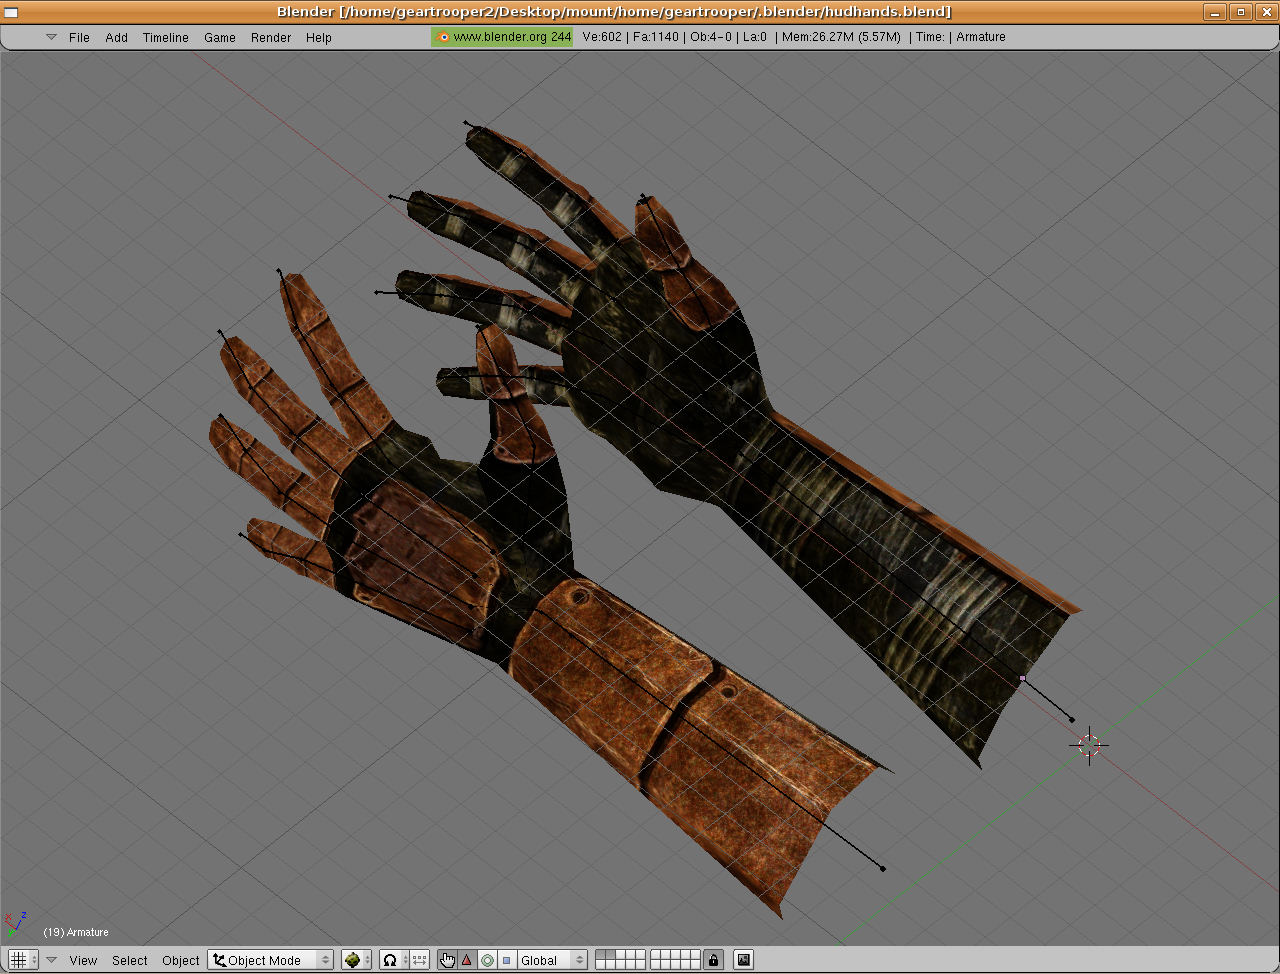 Blender [/home/geartrooper2/Desktop/mount/home/geartrooper/.blender/hudhands.blend]
File Add Timeline Game Render Help www.blender.org 244 Ve:602 | Fa:1140 | Ob:4-0 | La:0 | Mem:26.27M (5.57M) | Time: | Armature
x z
(19) Armature
View Select Object Object Mode Global